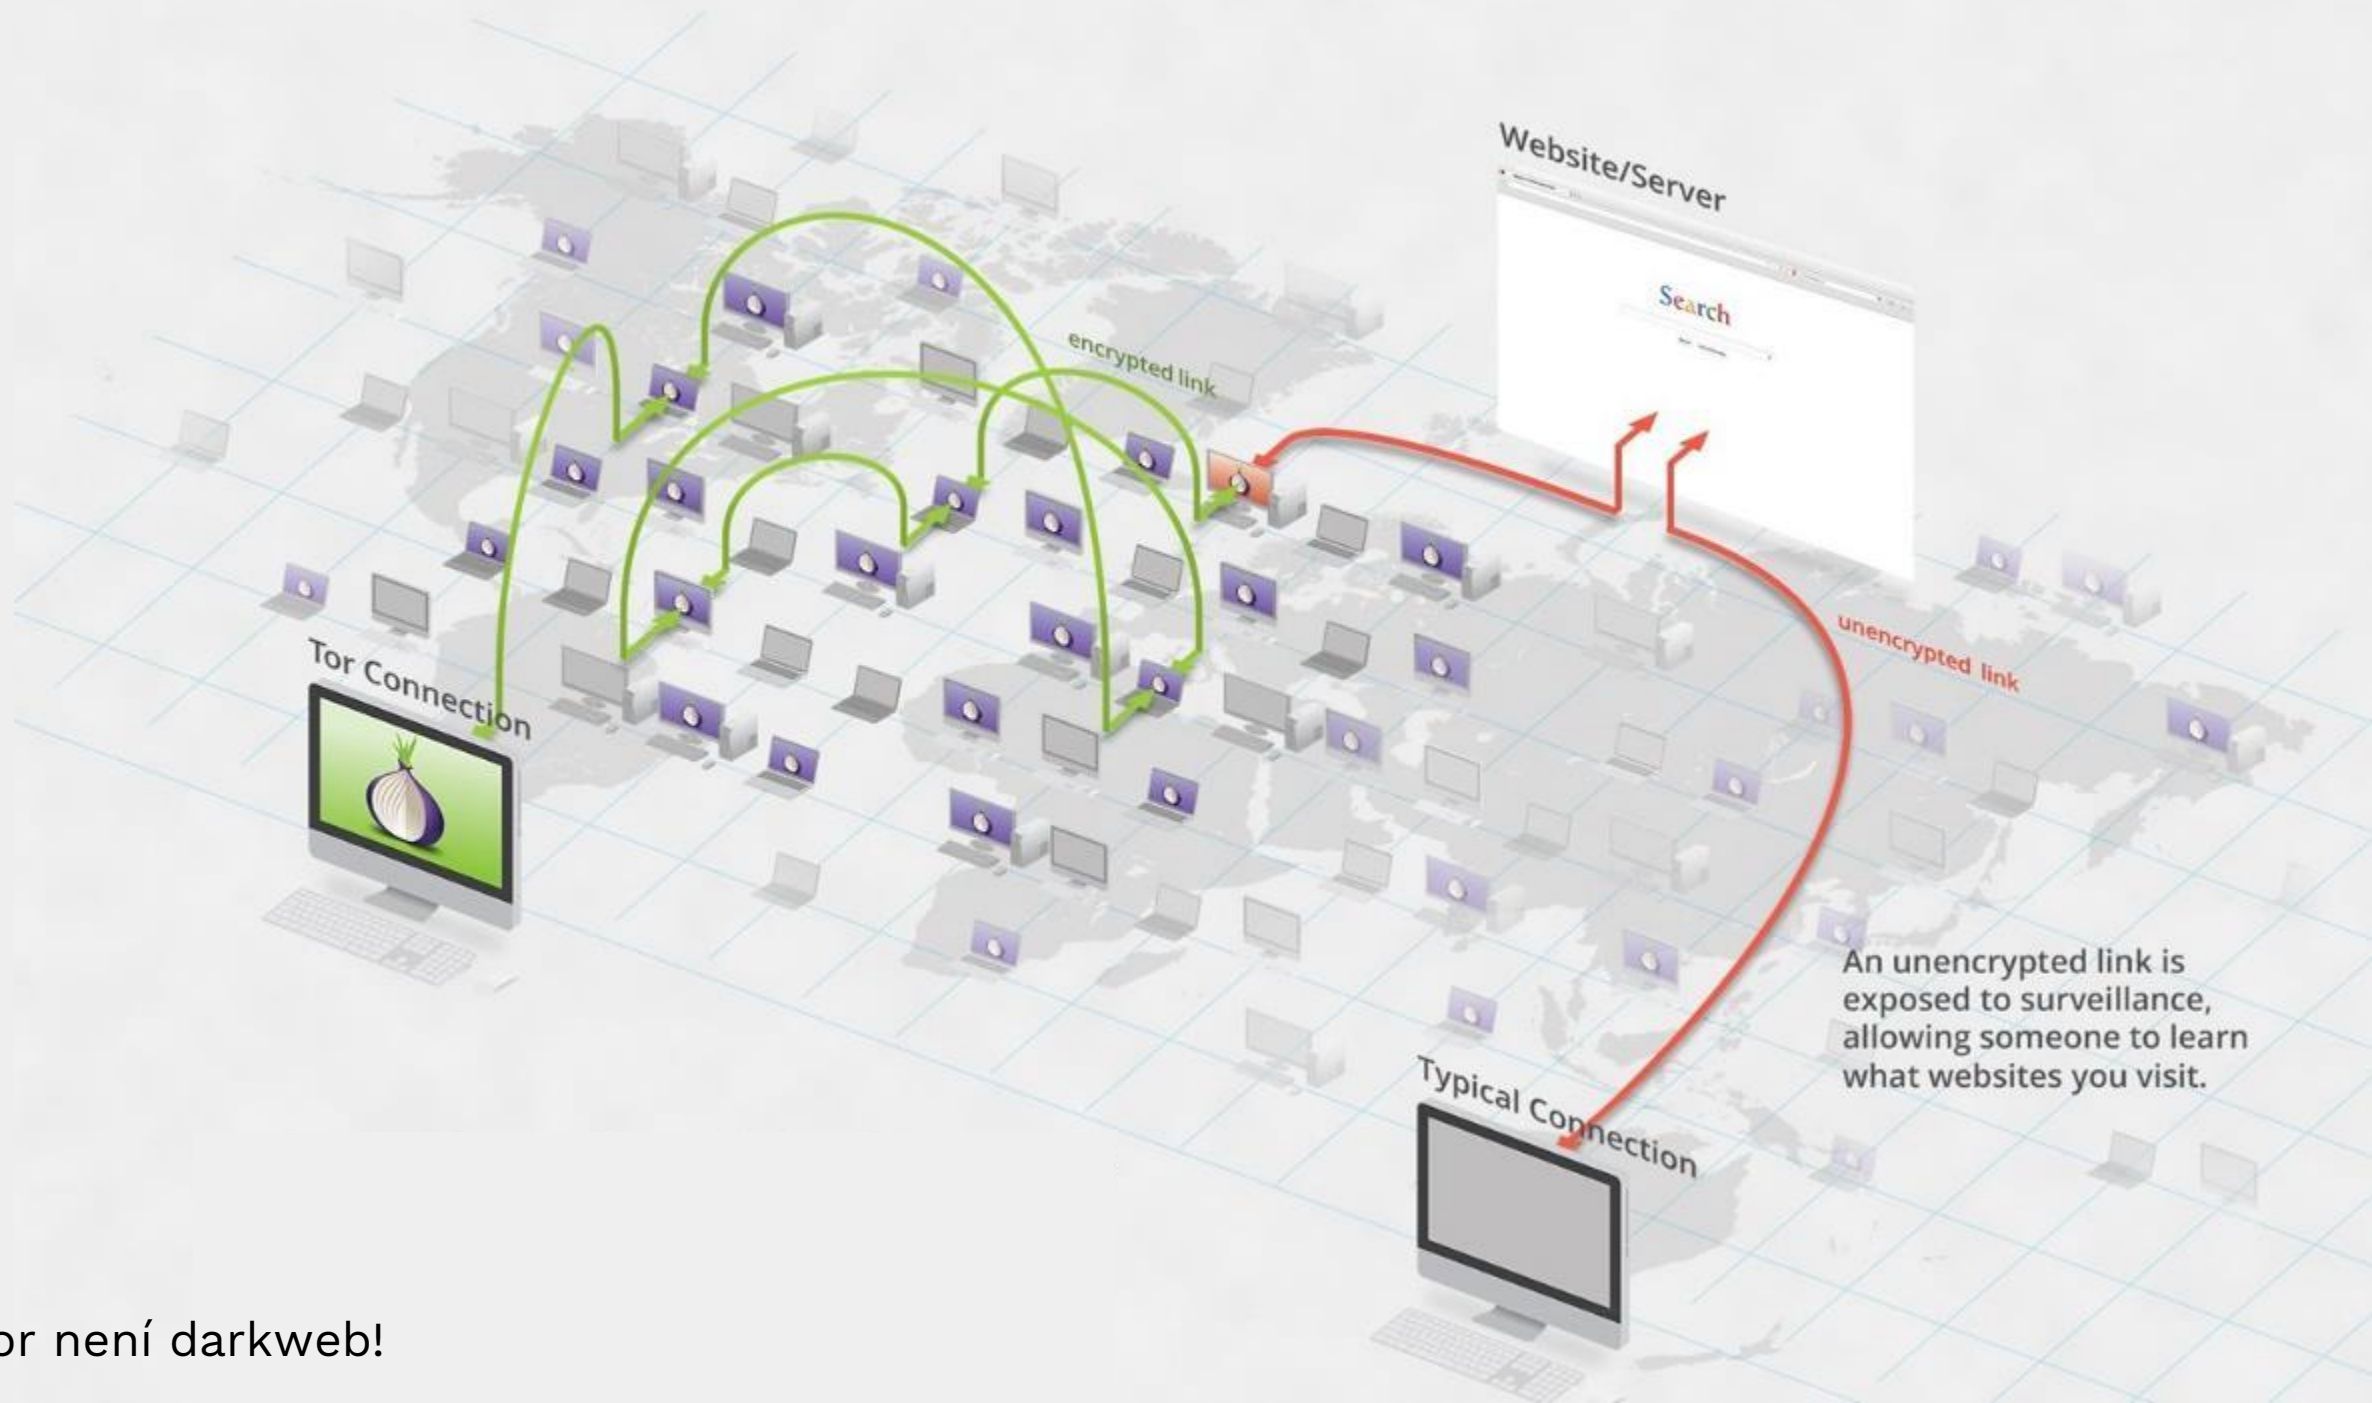 Website/Server
Search
encrypted link
unencrypted link
Tor Connection
An unencrypted link is
exposed to surveillance,
allowing someone to learn
what websites you visit.
Typical Connection
or není darkweb!